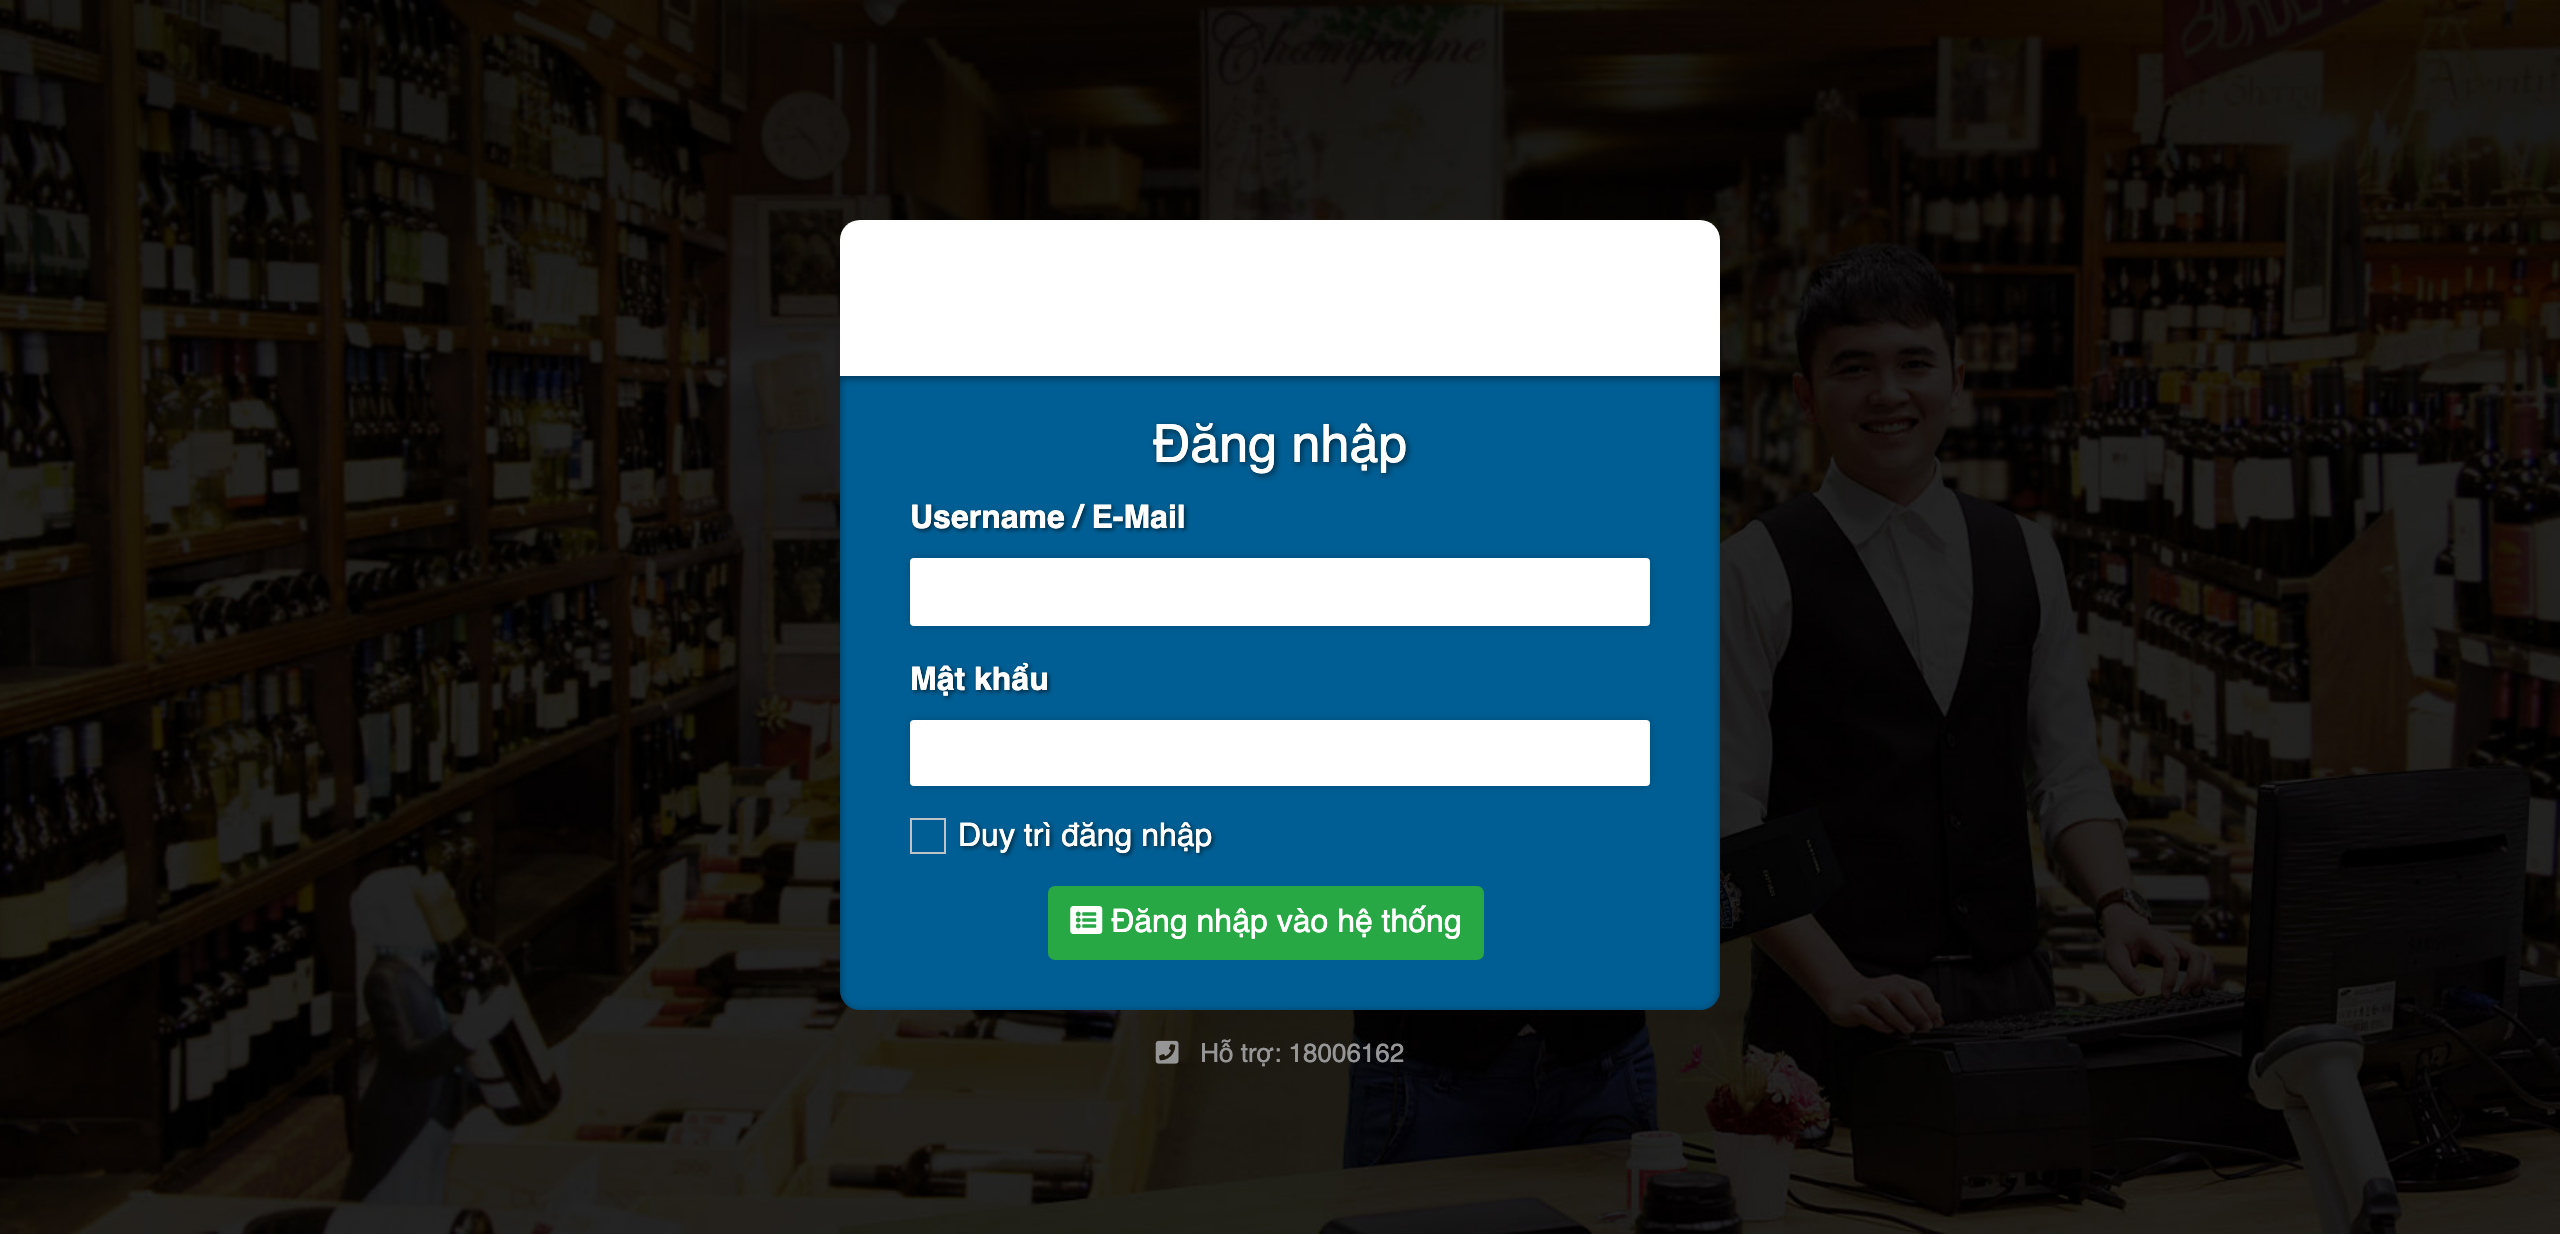 Champagne
Đăng nhập
Username / E-Mail
Mật khẩu
Duy trì đăng nhập
Đăng nhập vào hệ thống
Hỗ trợ: 18006162